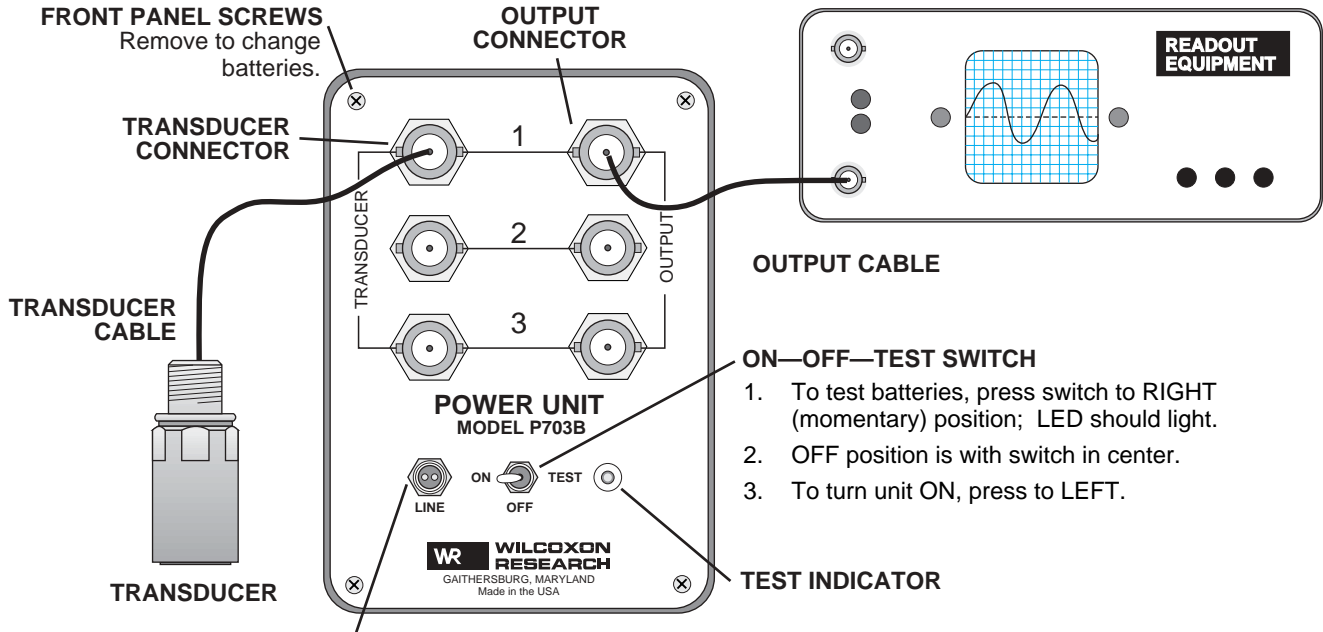 FRONT PANEL SCREWS
Remove to change
batteries.
OUTPUT
CONNECTOR
READOUT
EQUIPMENT
TRANSDUCER
CONNECTOR
1
TRANSDUCER
2
OUTPUT
3
OUTPUT CABLE
TRANSDUCER
CABLE
POWER UNIT
MODEL P703B
ON—OFF—TEST SWITCH
1. To test batteries, press switch to RIGHT
(momentary) position; LED should light.
2. OFF position is with switch in center.
3. To turn unit ON, press to LEFT.
ON
TEST
LINE
OFF
WR
WILCOXON
RESEARCH
GAITHERSBURG, MARYLAND
Made in the USA
TRANSDUCER
TEST INDICATOR